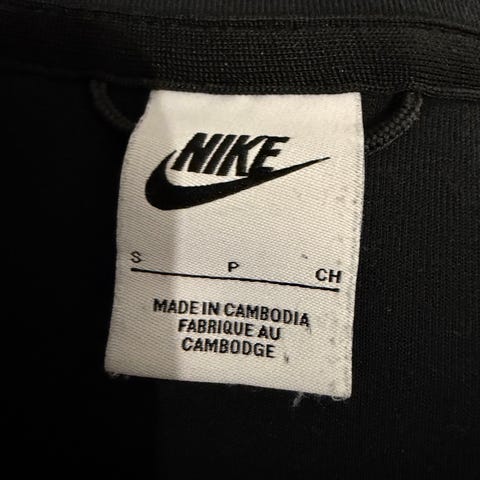 NIKE
S P CH
MADE IN CAMBODIA
FABRIQUE AU
CAMBODGE